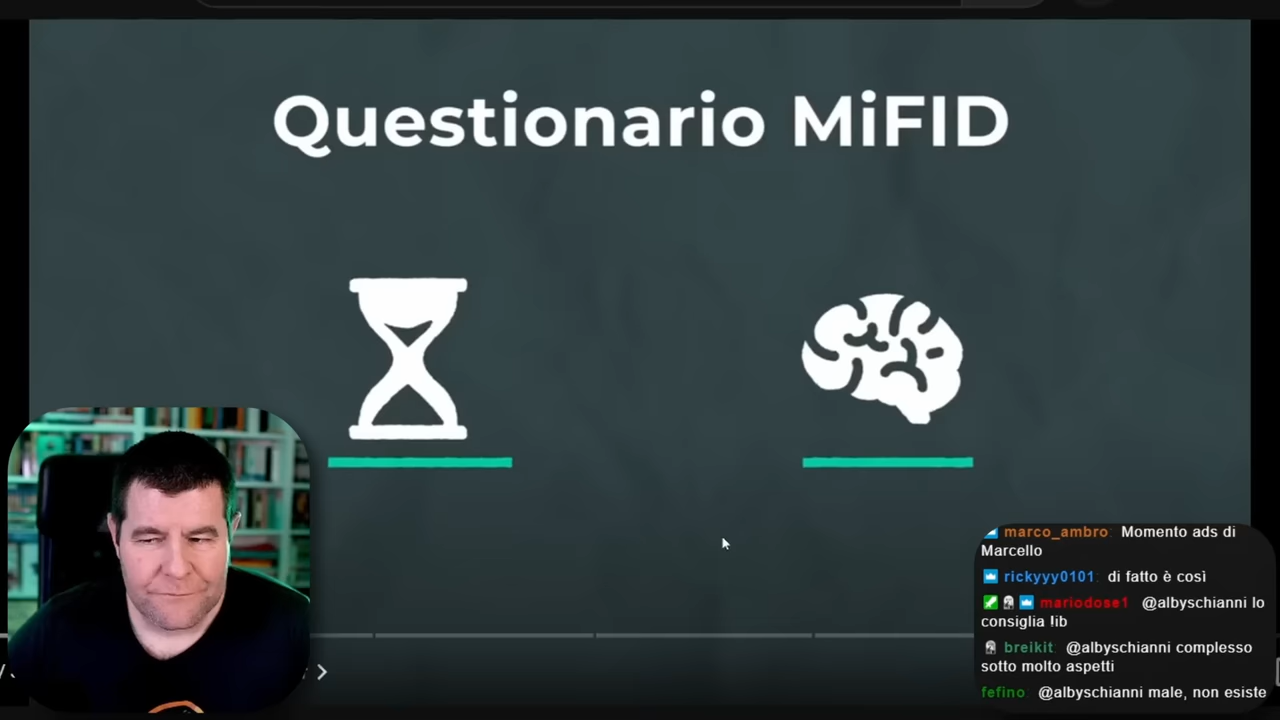 Questionario MiFID
marco_ambro: Momento ads di
Marcello
rickyyy0101: di fatto è così
mariodose1 @albyschianni lo
consiglia !ib
breikit: @albyschianni complesso
sotto molto aspetti
fefino: @albyschianni male, non esiste